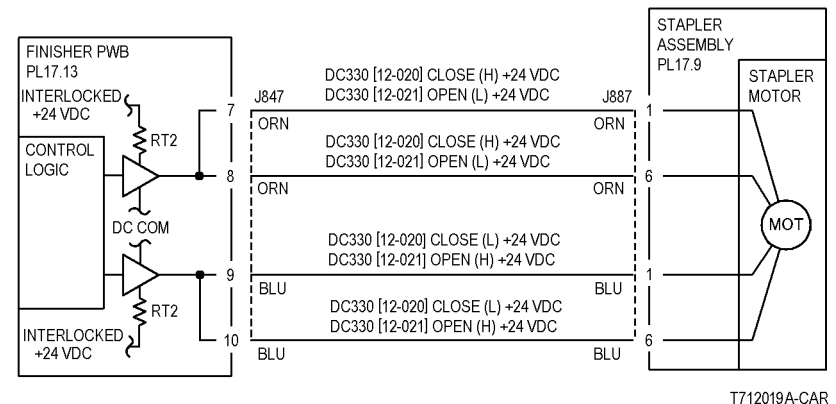 FINISHER PWB
PL17.13
INTERLOCKED
+24 VDC
RT2
CONTROL
LOGIC
DC COM
RT2
INTERLOCKED
+24 VDC
J847
J887
DC330 [12-020] CLOSE (H) +24 VDC
DC330 [12-021] OPEN (L) +24 VDC
7
ORN
ORN
1
DC330 [12-020] CLOSE (H) +24 VDC
DC330 [12-021] OPEN (L) +24 VDC
8
ORN
ORN
6
DC330 [12-020] CLOSE (L) +24 VDC
DC330 [12-021] OPEN (H) +24 VDC
9
BLU
BLU
1
DC330 [12-020] CLOSE (L) +24 VDC
DC330 [12-021] OPEN (H) +24 VDC
10
BLU
BLU
6
STAPLER
ASSEMBLY
PL17.9
STAPLER
MOTOR
MOT
T712019A-CAR